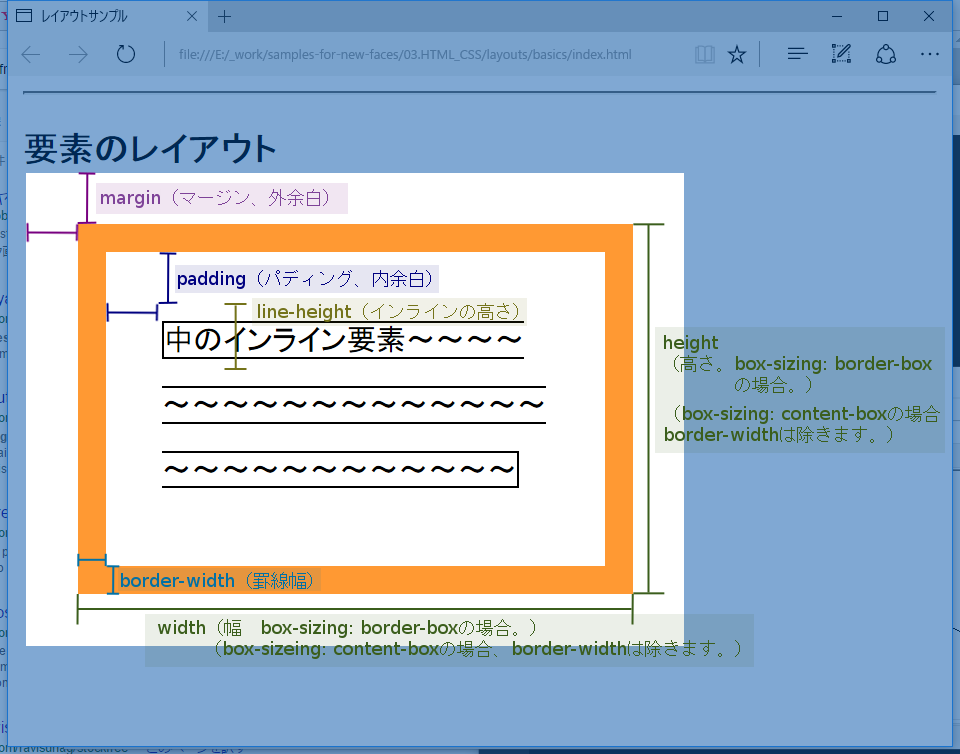 レイアウトサンプル
file:///E:/_work/samples-for-new-faces/03.HTML_CSS/layouts/basics/index.html
要素のレイアウト
margin（マージン、外余白）
padding（パディング、内余白）
line-height（インラインの高さ）
中のインライン要素～～～～
～～～～～～～～～～～～～
～～～～～～～～～～～～
height
（高さ。box-sizing: border-box
の場合。）
（box-sizing: content-boxの場合
border-widthは除きます。）
border-width（罫線幅）
width（幅　box-sizing: border-boxの場合。）
（box-sizeing: content-boxの場合、border-widthは除きます。）